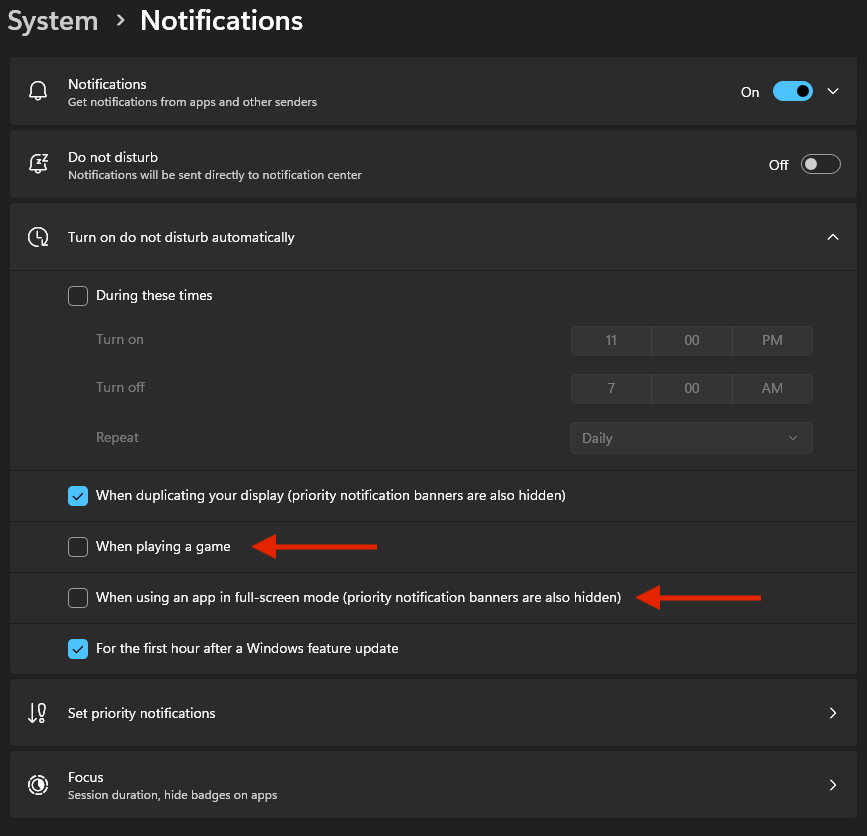 System > Notifications
Notifications
Get notifications from apps and other senders
On
Do not disturb
Notifications will be sent directly to notification center
Off
Turn on do not disturb automatically
During these times
Turn on 11 00 PM
Turn off 7 00 AM
Repeat Daily
When duplicating your display (priority notification banners are also hidden)
When playing a game
When using an app in full-screen mode (priority notification banners are also hidden)
For the first hour after a Windows feature update
Set priority notifications
Focus
Session duration, hide badges on apps